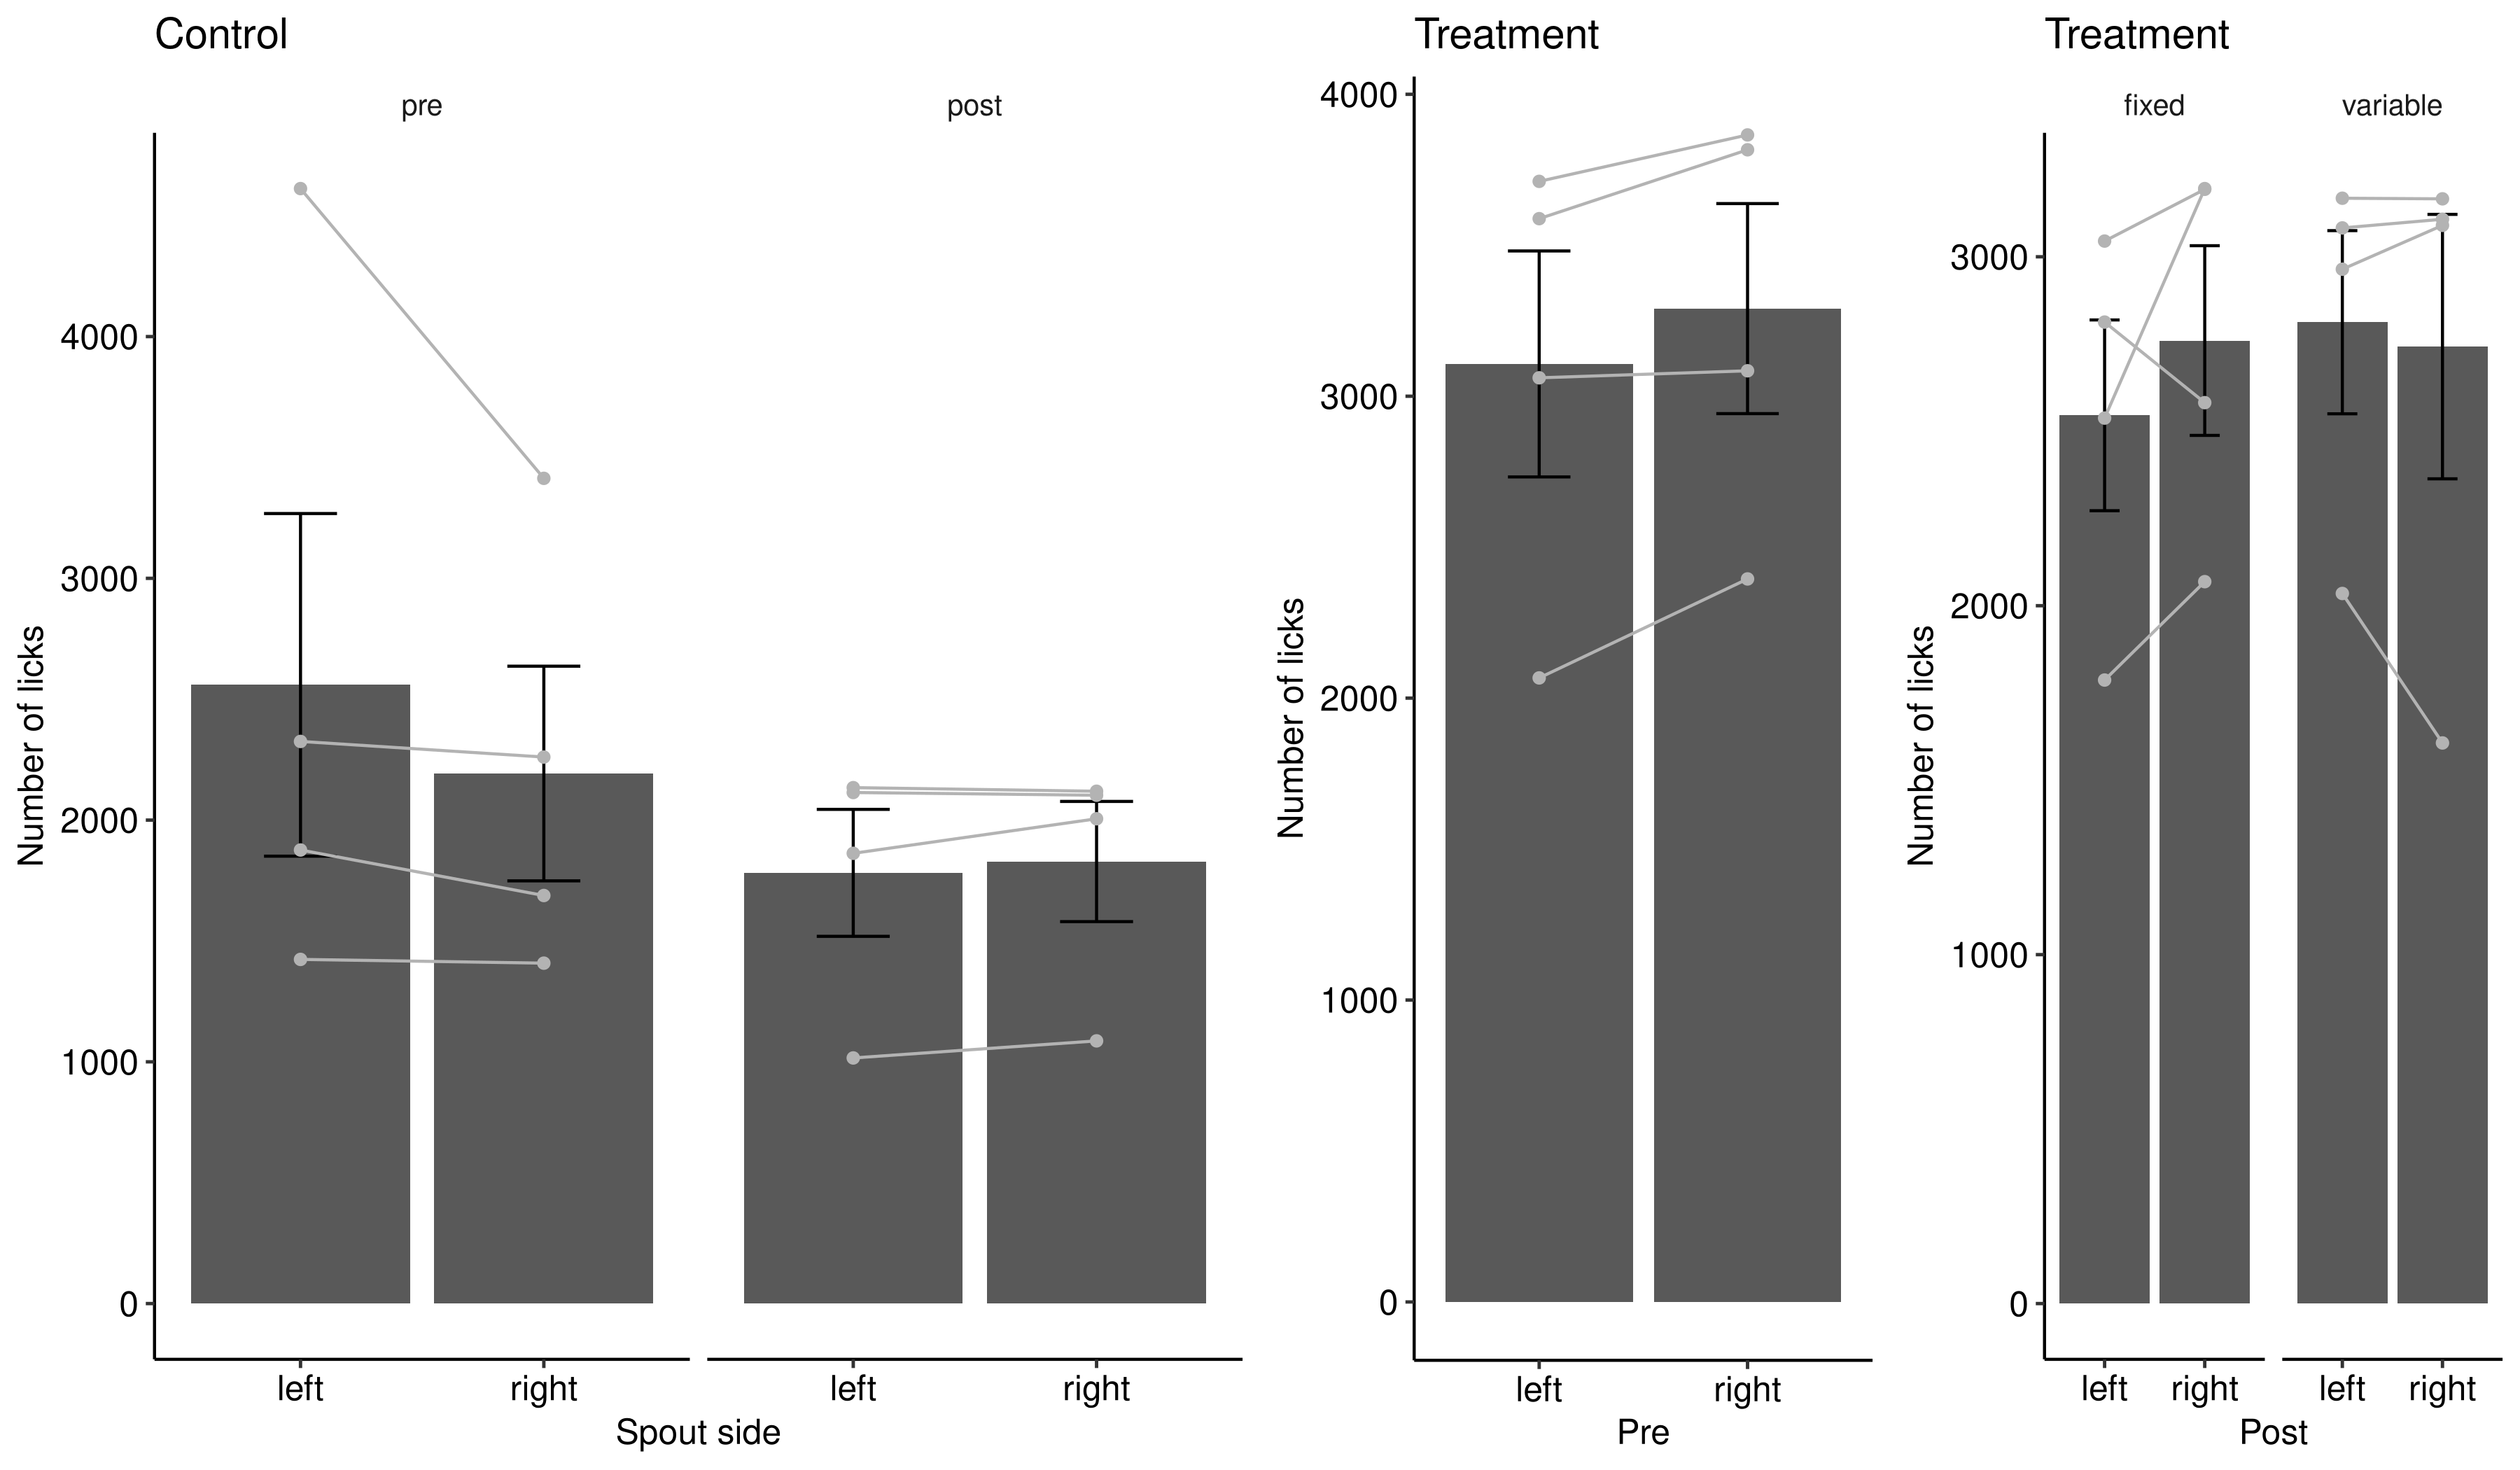 Control
pre
post
Number of licks
4000
3000
2000
1000
0
left
right
left
right
Spout side
Treatment
Number of licks
4000
3000
2000
1000
0
left
right
Pre
Treatment
fixed
variable
Number of licks
3000
2000
1000
0
left
right
left
right
Post